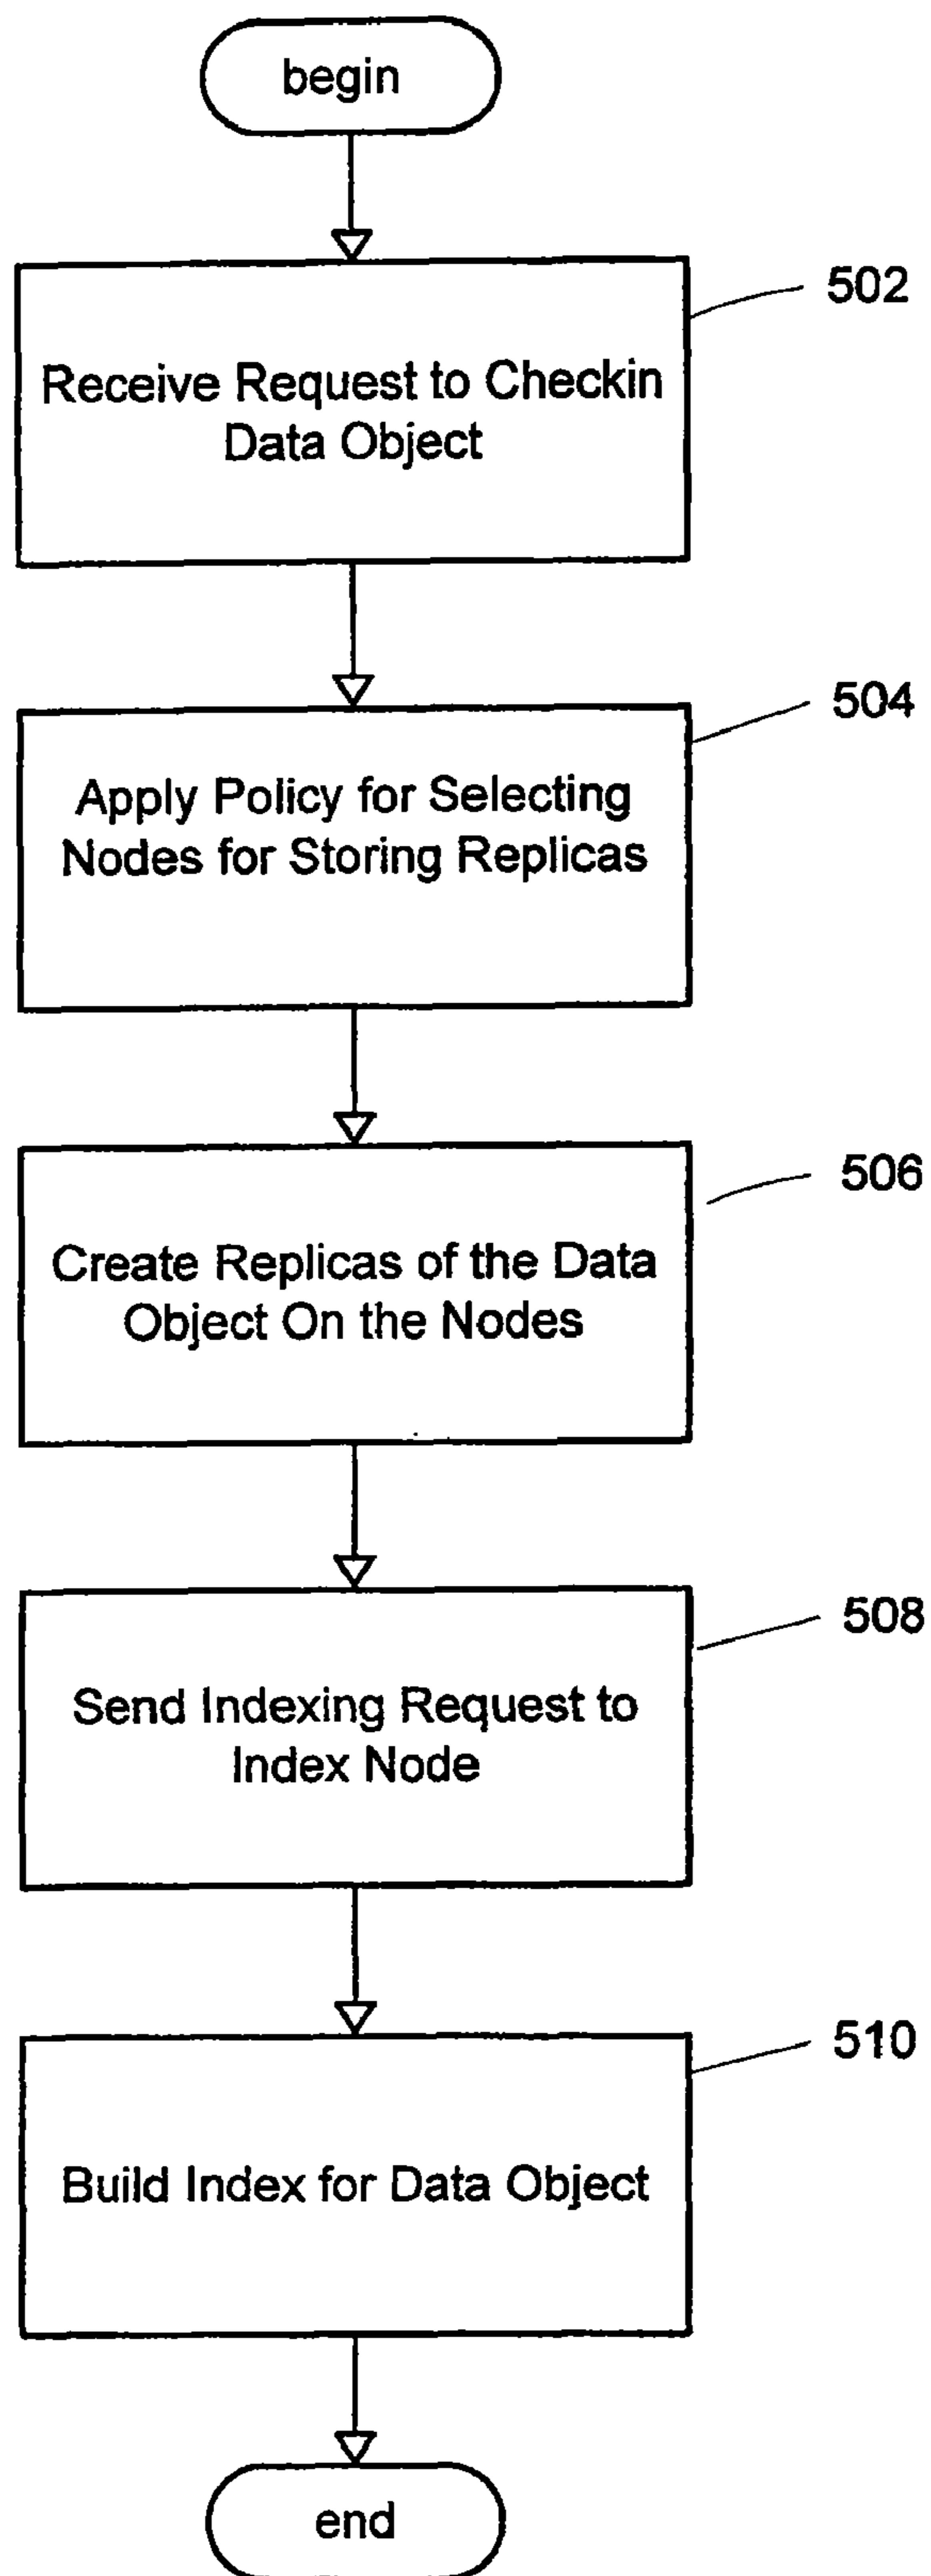 begin
502
Receive Request to Checkin
Data Object
504
Apply Policy for Selecting
Nodes for Storing Replicas
506
Create Replicas of the Data
Object On the Nodes
508
Send Indexing Request to
Index Node
510
Build Index for Data Object
end